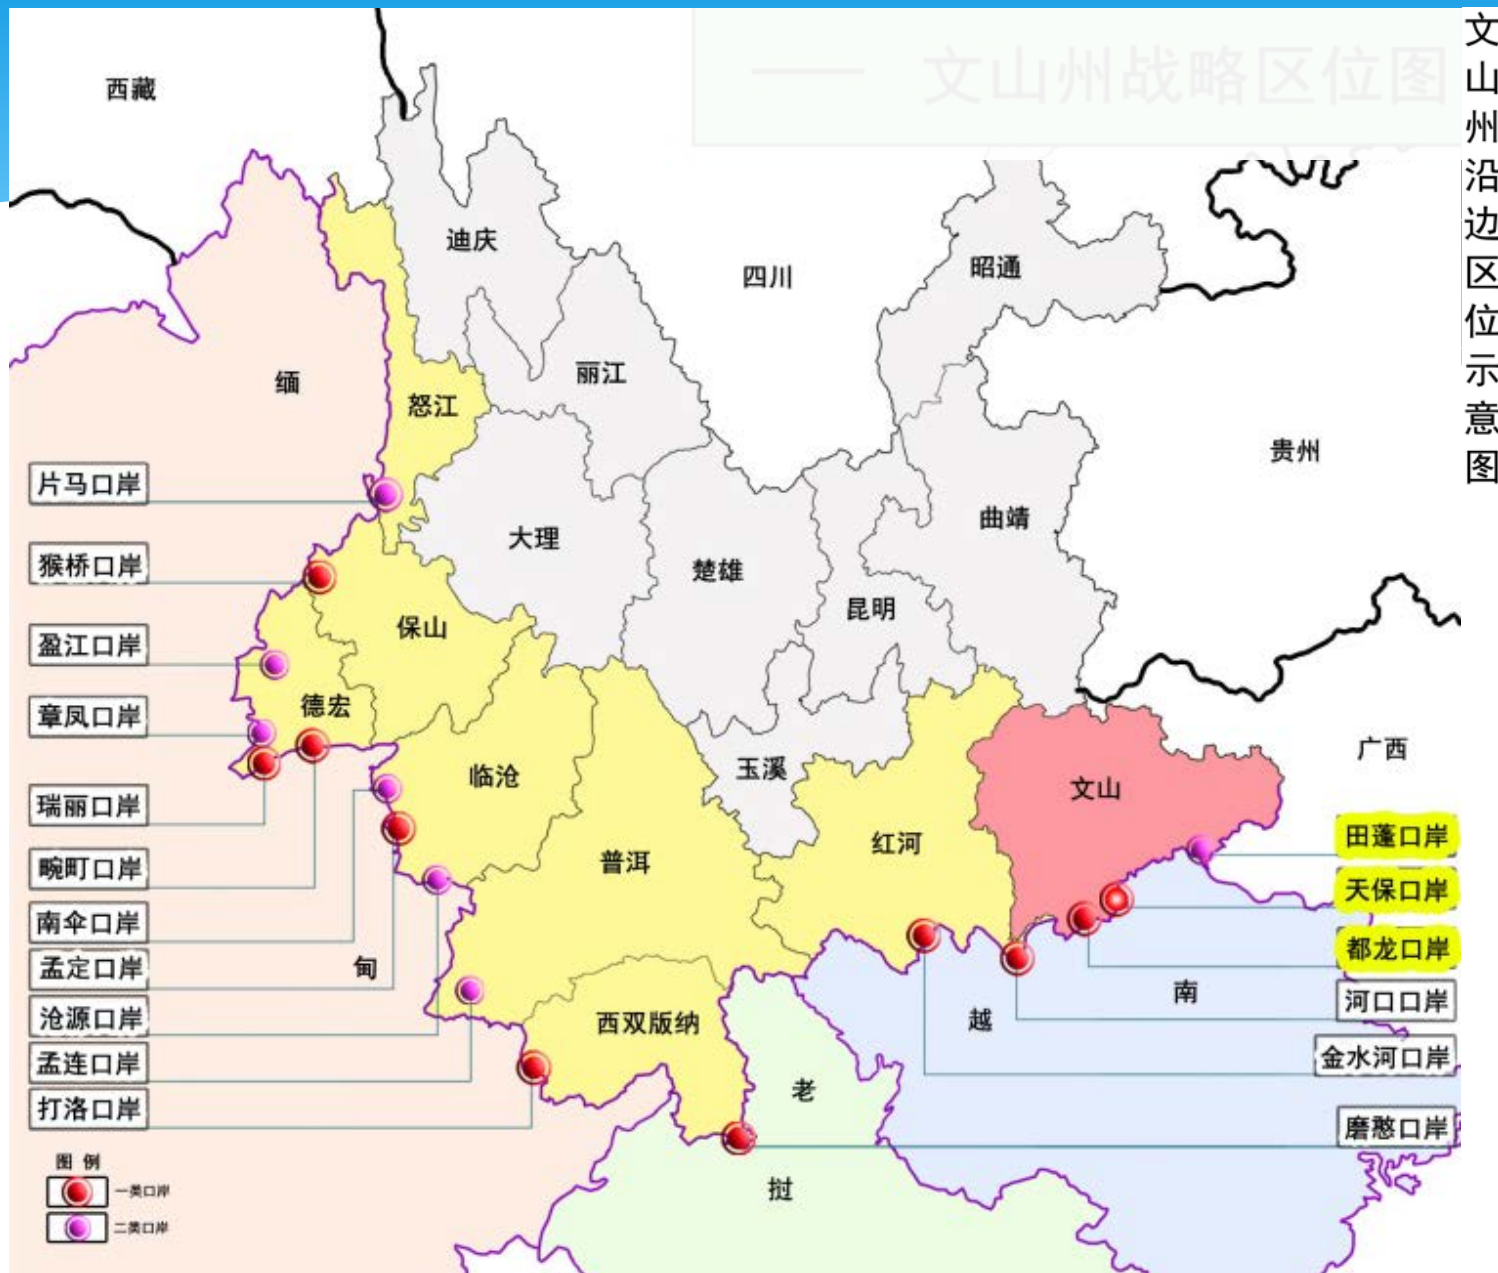 文山州战略区位图
文山州沿边区位示意图
西藏
迪庆
四川
昭通
缅
丽江
怒江
贵州
片马口岸
曲靖
大理
猴桥口岸
楚雄
昆明
保山
盈江口岸
德宏
章凤口岸
广西
临沧
玉溪
文山
瑞丽口岸
田蓬口岸
红河
普洱
畹町口岸
天保口岸
南伞口岸
都龙口岸
孟定口岸
甸
南
河口口岸
沧源口岸
越
西双版纳
金水河口岸
孟连口岸
老
打洛口岸
磨憨口岸
图例
挝
一类口岸
二类口岸